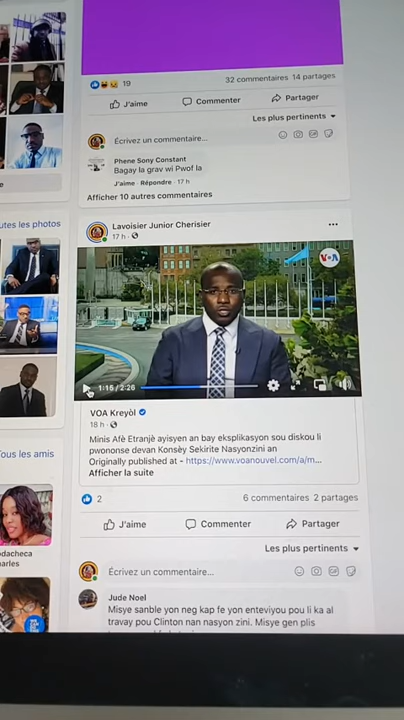 19
32 commentaires 14 partages
J'aime
Commenter
Partager
Les plus pertinents
Écrivez un commentaire...
Phene Sony Constant
Bagay la grav wi Pwof la
J'aime · Répondre · 17 h
Afficher 10 autres commentaires
utes les photos
Lavoisier Junior Cherisier
17 h ·
VOA
1:15 / 2:26
VOA Kreyòl
18 h ·
Minis Afè Etranjè ayisyen an bay eksplikasyon sou diskou li
pwononse devan Konsèy Sekirite Nasyonzini an
Originally published at - https://www.voanouvel.com/a/m...
Afficher la suite
ous les amis
2
6 commentaires 2 partages
J'aime
Commenter
Partager
Les plus pertinents
Écrivez un commentaire...
dacheca
arles
Jude Noel
Misye sanble yon neg kap fe yon enteviyou pou li ka al
travay pou Clinton nan nasyon zini. Misye gen plis